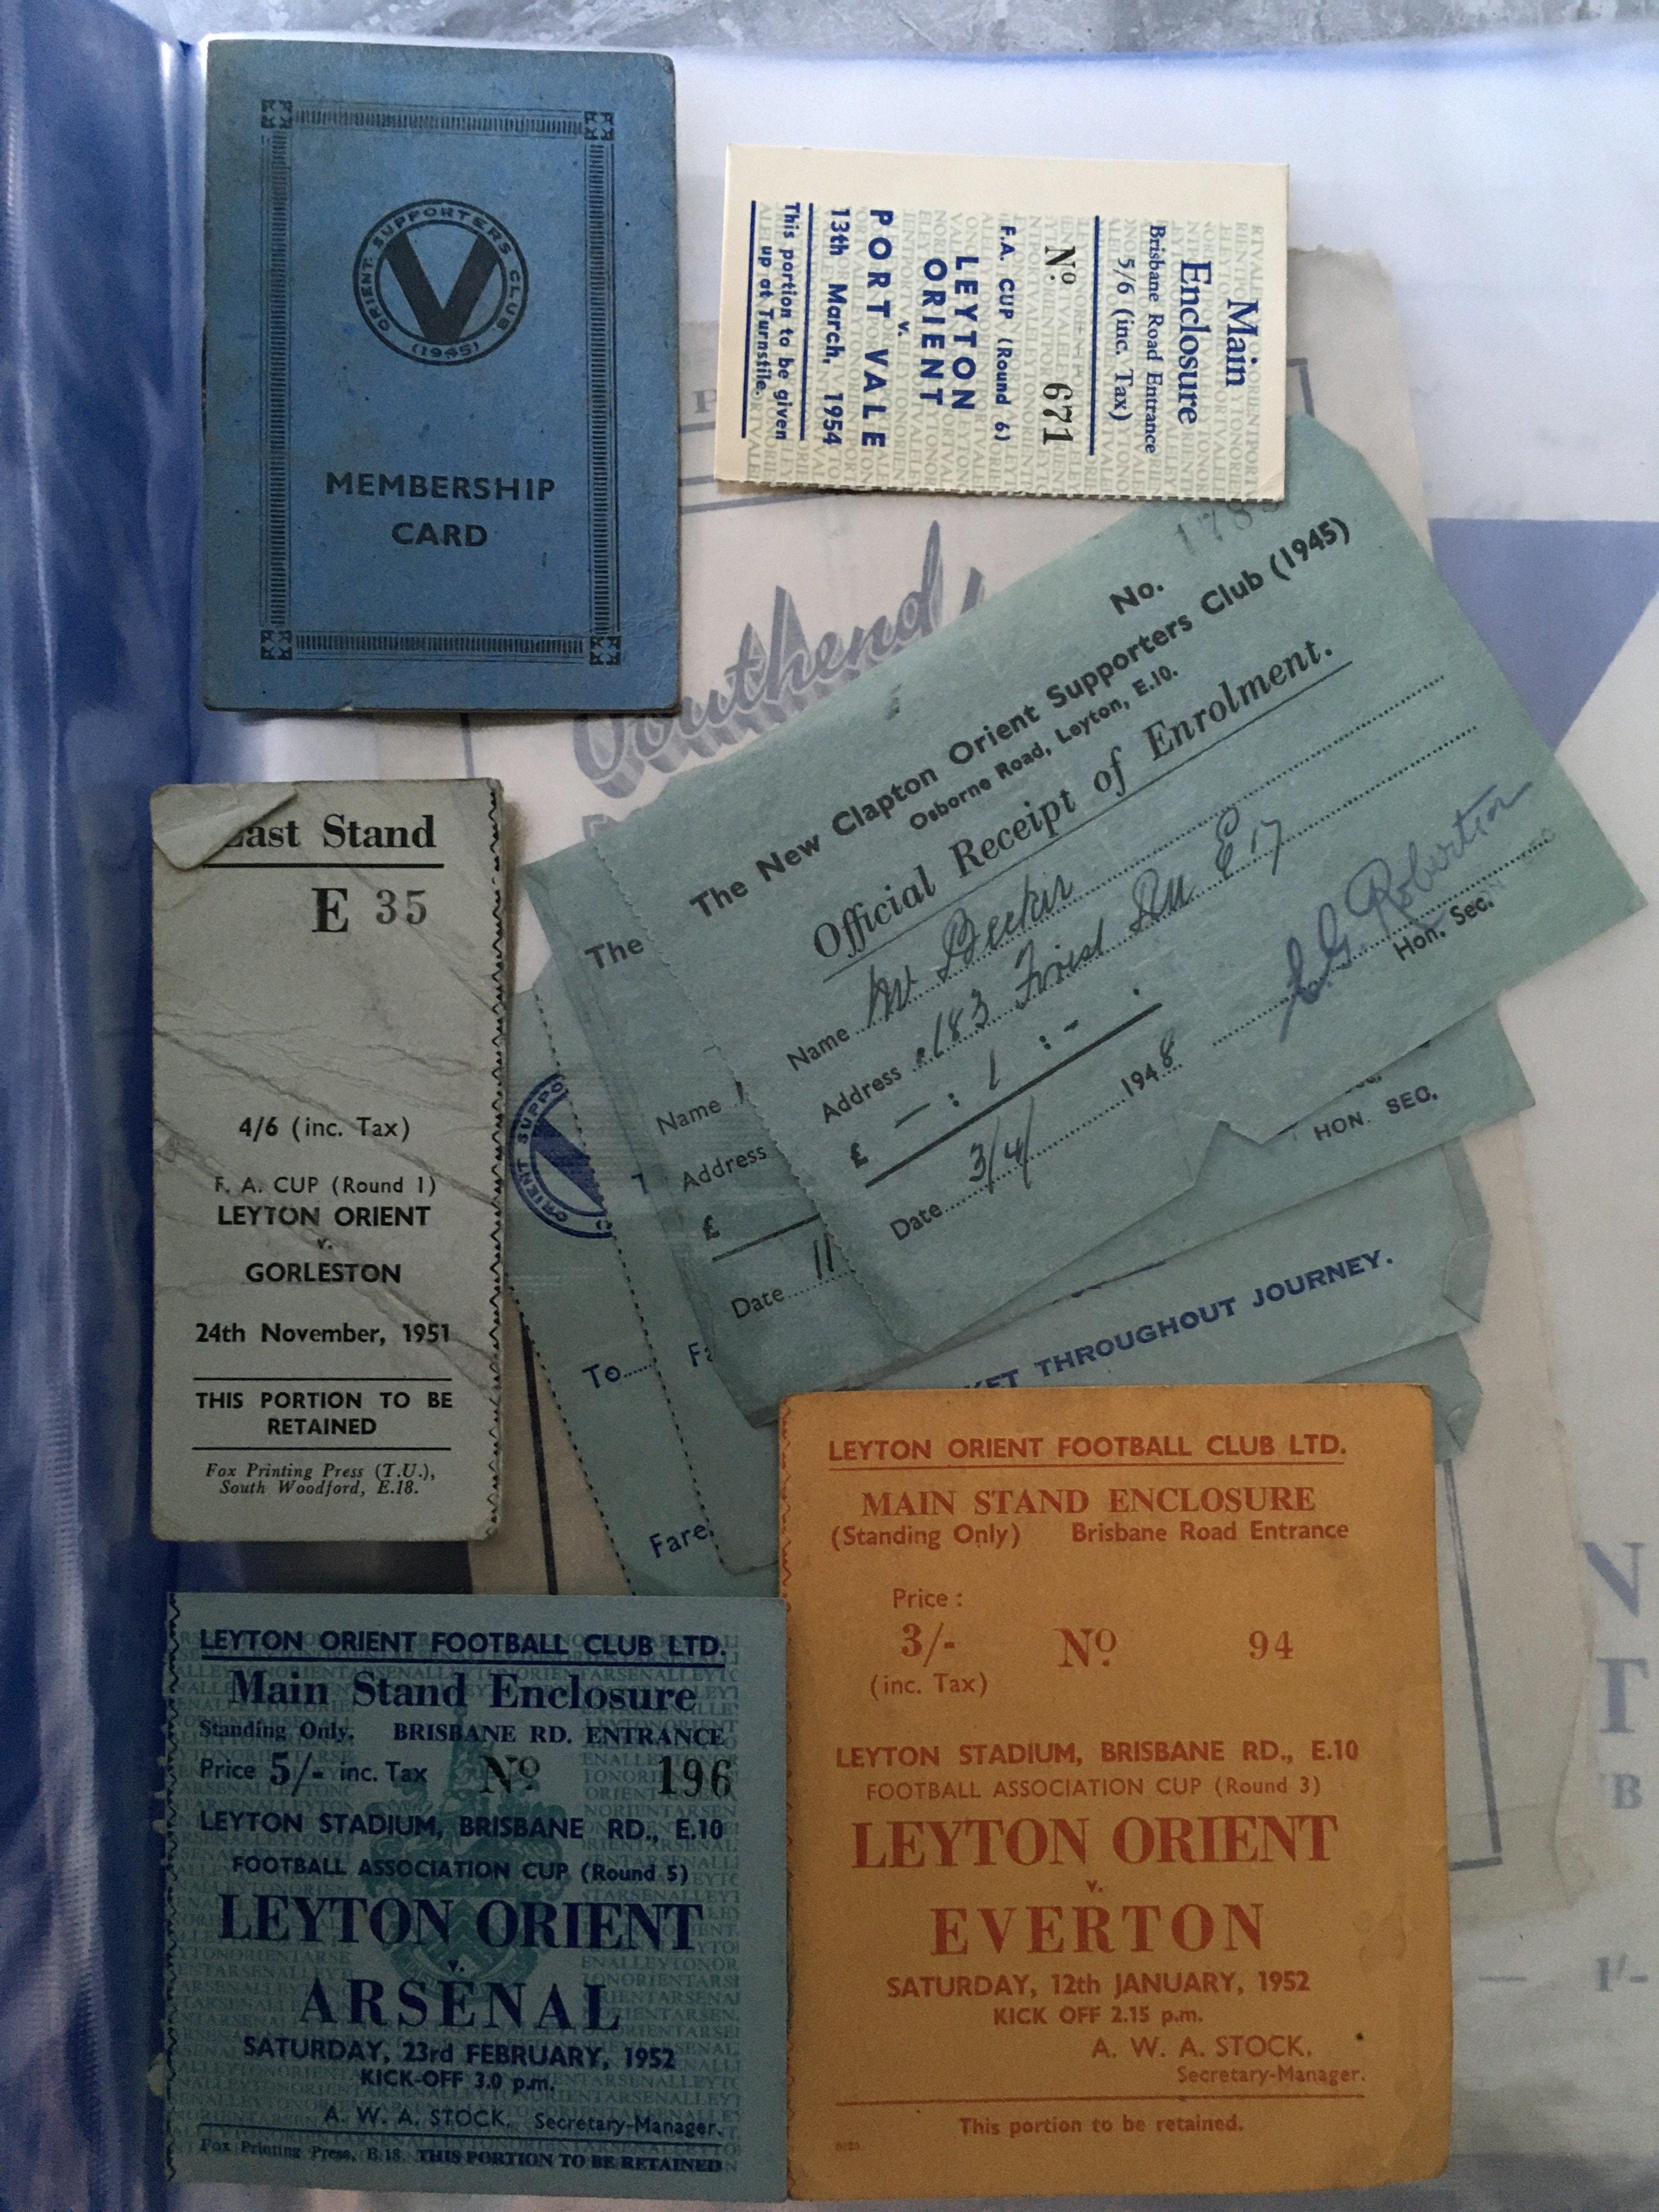 ORIENT SUPPORTERS CLUB
(1945)
V
MEMBERSHIP
CARD
Main
Enclosure
Brisbane Road Entrance
5/6 (inc. Tax)
Nº 671
F.A. CUP (Round 6)
LEYTON
ORIENT
v.
PORT VALE
13th March, 1954
This portion to be given
up at Turnstile.
Southend
East Stand
E 35
4/6 (inc. Tax)
F. A. CUP (Round 1)
LEYTON ORIENT
v.
GORLESTON
24th November, 1951
THIS PORTION TO BE
RETAINED
Fox Printing Press (T.U.),
South Woodford, E.18.
No.
The New Clapton Orient Supporters Club (1945)
Osborne Road, Leyton, E.10.
Official Receipt of Enrolment.
Name
Address 183 E17
£ – : 1 : -
Date 3/4/ 1948
C.G. Robertson
Hon. Sec.
The
Name
Address
£
Date 11
HON. SEC.
ORIENT SUPPO
To
Fare
THROUGHOUT JOURNEY.
LEYTON ORIENT FOOTBALL CLUB LTD.
Main Stand Enclosure
Standing Only. BRISBANE RD. ENTRANCE
Price 5/- inc. Tax Nº 196
LEYTON STADIUM, BRISBANE RD., E.10
FOOTBALL ASSOCIATION CUP (Round 5)
LEYTON ORIENT
v.
ARSENAL
SATURDAY, 23rd FEBRUARY, 1952
KICK-OFF 3.0 p.m.
A. W. A. STOCK. Secretary-Manager.
Fox Printing Press, E.18. THIS PORTION TO BE RETAINED
LEYTON ORIENT FOOTBALL CLUB LTD.
MAIN STAND ENCLOSURE
(Standing Only) Brisbane Road Entrance
Price :
3/- Nº 94
(inc. Tax)
LEYTON STADIUM, BRISBANE RD., E.10
FOOTBALL ASSOCIATION CUP (Round 3)
LEYTON ORIENT
v.
EVERTON
SATURDAY, 12th JANUARY, 1952
KICK OFF 2.15 p.m.
A. W. A. STOCK,
Secretary-Manager.
This portion to be retained.